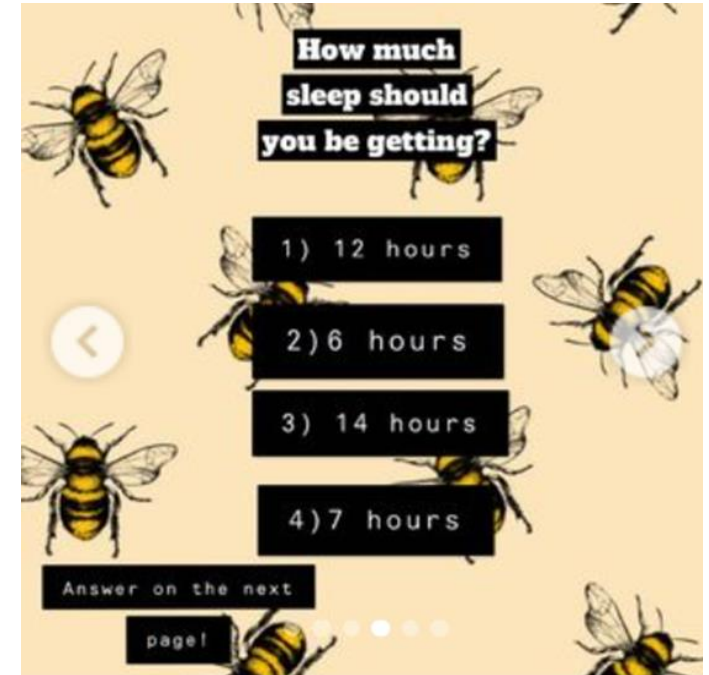 How much
sleep should
you be getting?
1) 12 hours
2)6 hours
3) 14 hours
4)7 hours
Answer on the next
page!